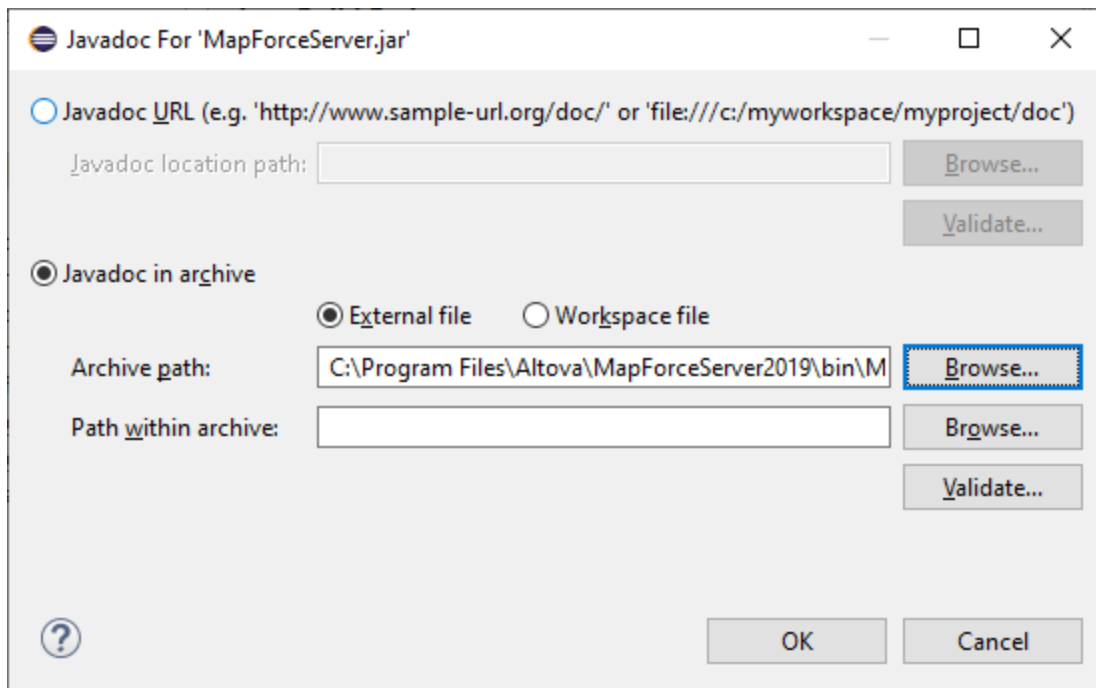 Javadoc For 'MapForceServer.jar'
Javadoc URL (e.g. 'http://www.sample-url.org/doc/' or 'file:///c:/myworkspace/myproject/doc')
Javadoc location path: Browse...
Validate...
Javadoc in archive
External file Workspace file
Archive path: C:\Program Files\Altova\MapForceServer2019\bin\M Browse...
Path within archive: Browse...
Validate...
? OK Cancel